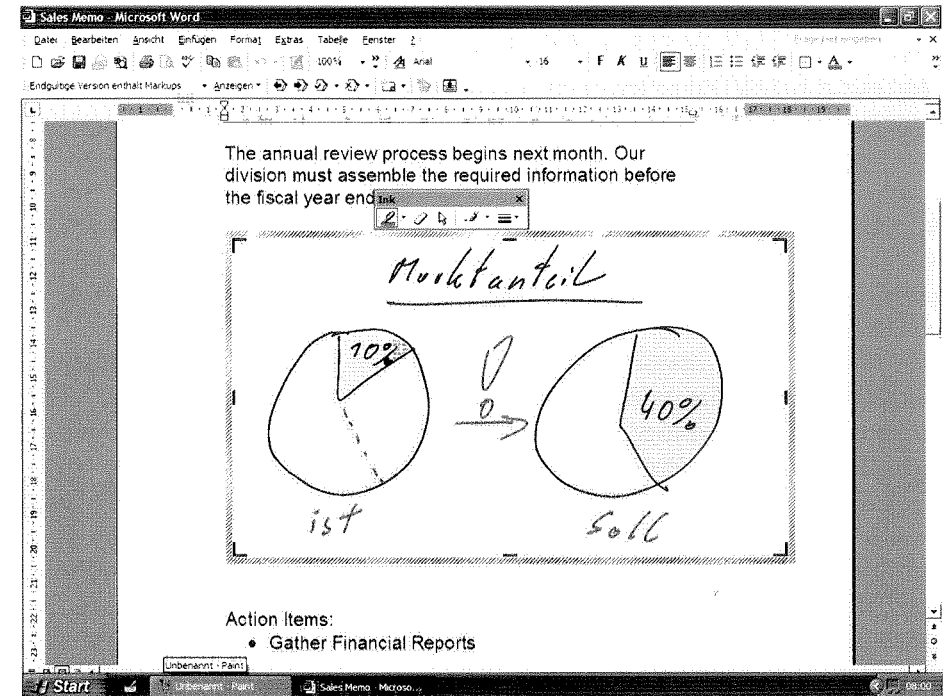 Sales Memo - Microsoft Word
Datei Bearbeiten Ansicht Einfügen Format Extras Tabelle Fenster ?
100% Arial 16 F K U
Endgültige Version enthält Markups Anzeigen
The annual review process begins next month. Our
division must assemble the required information before
the fiscal year end
Ink
Marktanteil
10%
40%
ist
soll
Action Items:
• Gather Financial Reports
Unbenannt - Paint
Start Unbenannt - Paint Sales Memo - Microso... 08:00